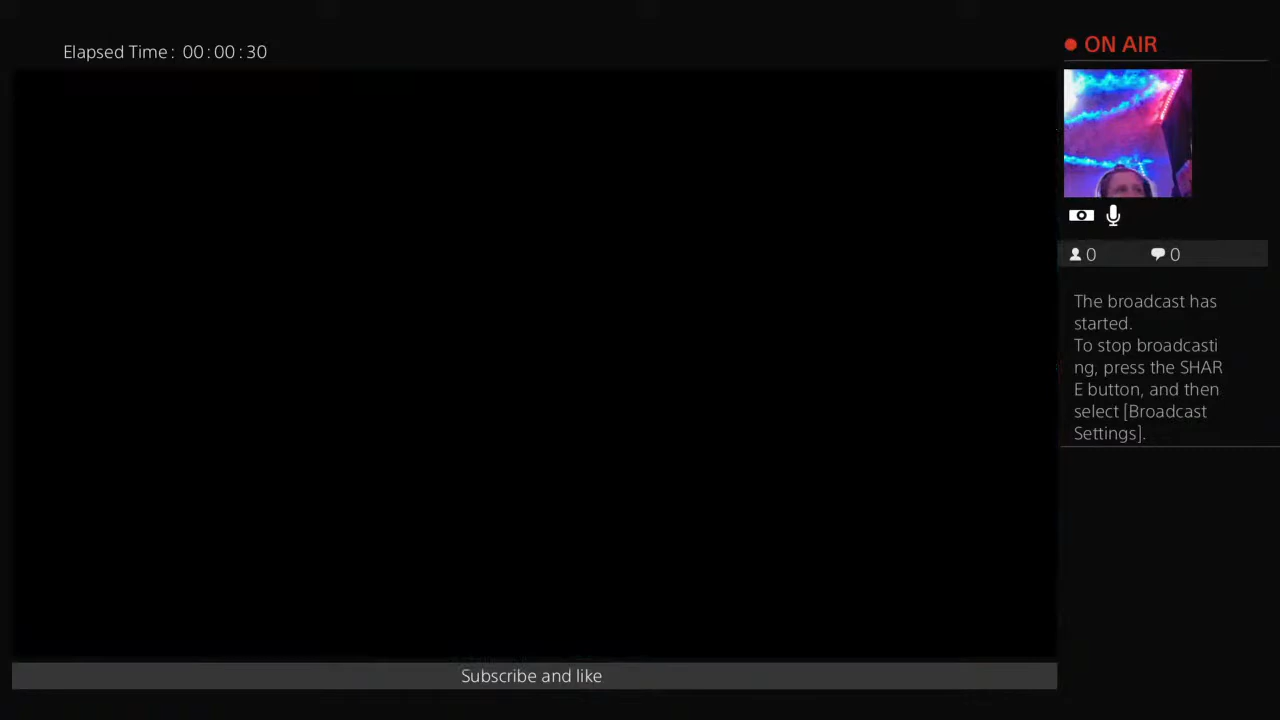 Elapsed Time: 00:00:30
ON AIR
0 0
The broadcast has
started.
To stop broadcasti
ng, press the SHAR
E button, and then
select [Broadcast
Settings].
Subscribe and like